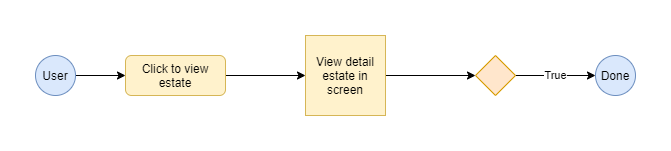 User
Click to view
estate
View detail
estate in
screen
True
Done